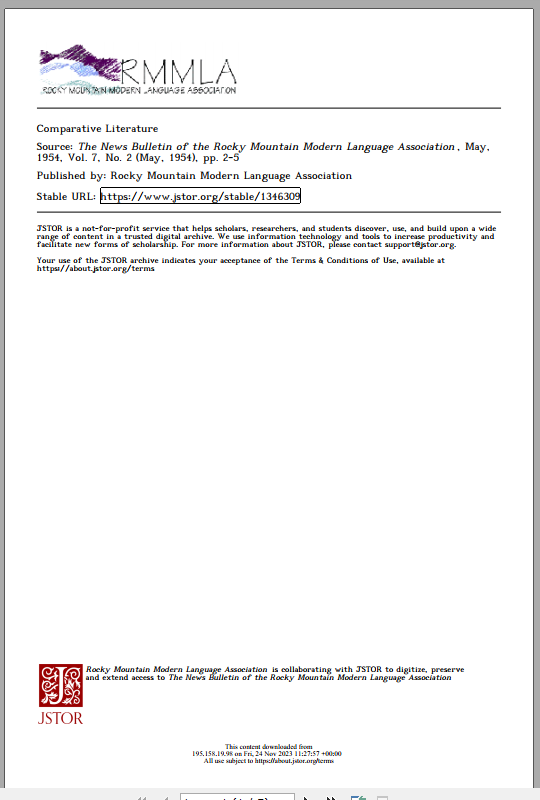 RMMLA
ROCKY MOUNTAIN MODERN LANGUAGE ASSOCIATION
Comparative Literature
Source: The News Bulletin of the Rocky Mountain Modern Language Association, May,
1954, Vol. 7, No. 2 (May, 1954), pp. 2-5
Published by: Rocky Mountain Modern Language Association
Stable URL: https://www.jstor.org/stable/1346309
JSTOR is a not-for-profit service that helps scholars, researchers, and students discover, use, and build upon a wide
range of content in a trusted digital archive. We use information technology and tools to increase productivity and
facilitate new forms of scholarship. For more information about JSTOR, please contact support@jstor.org.
Your use of the JSTOR archive indicates your acceptance of the Terms & Conditions of Use, available at
https://about.jstor.org/terms
Rocky Mountain Modern Language Association is collaborating with JSTOR to digitize, preserve
and extend access to The News Bulletin of the Rocky Mountain Modern Language Association
JSTOR
This content downloaded from
195.158.19.98 on Fri, 24 Nov 2023 11:27:57 +00:00
All use subject to https://about.jstor.org/terms